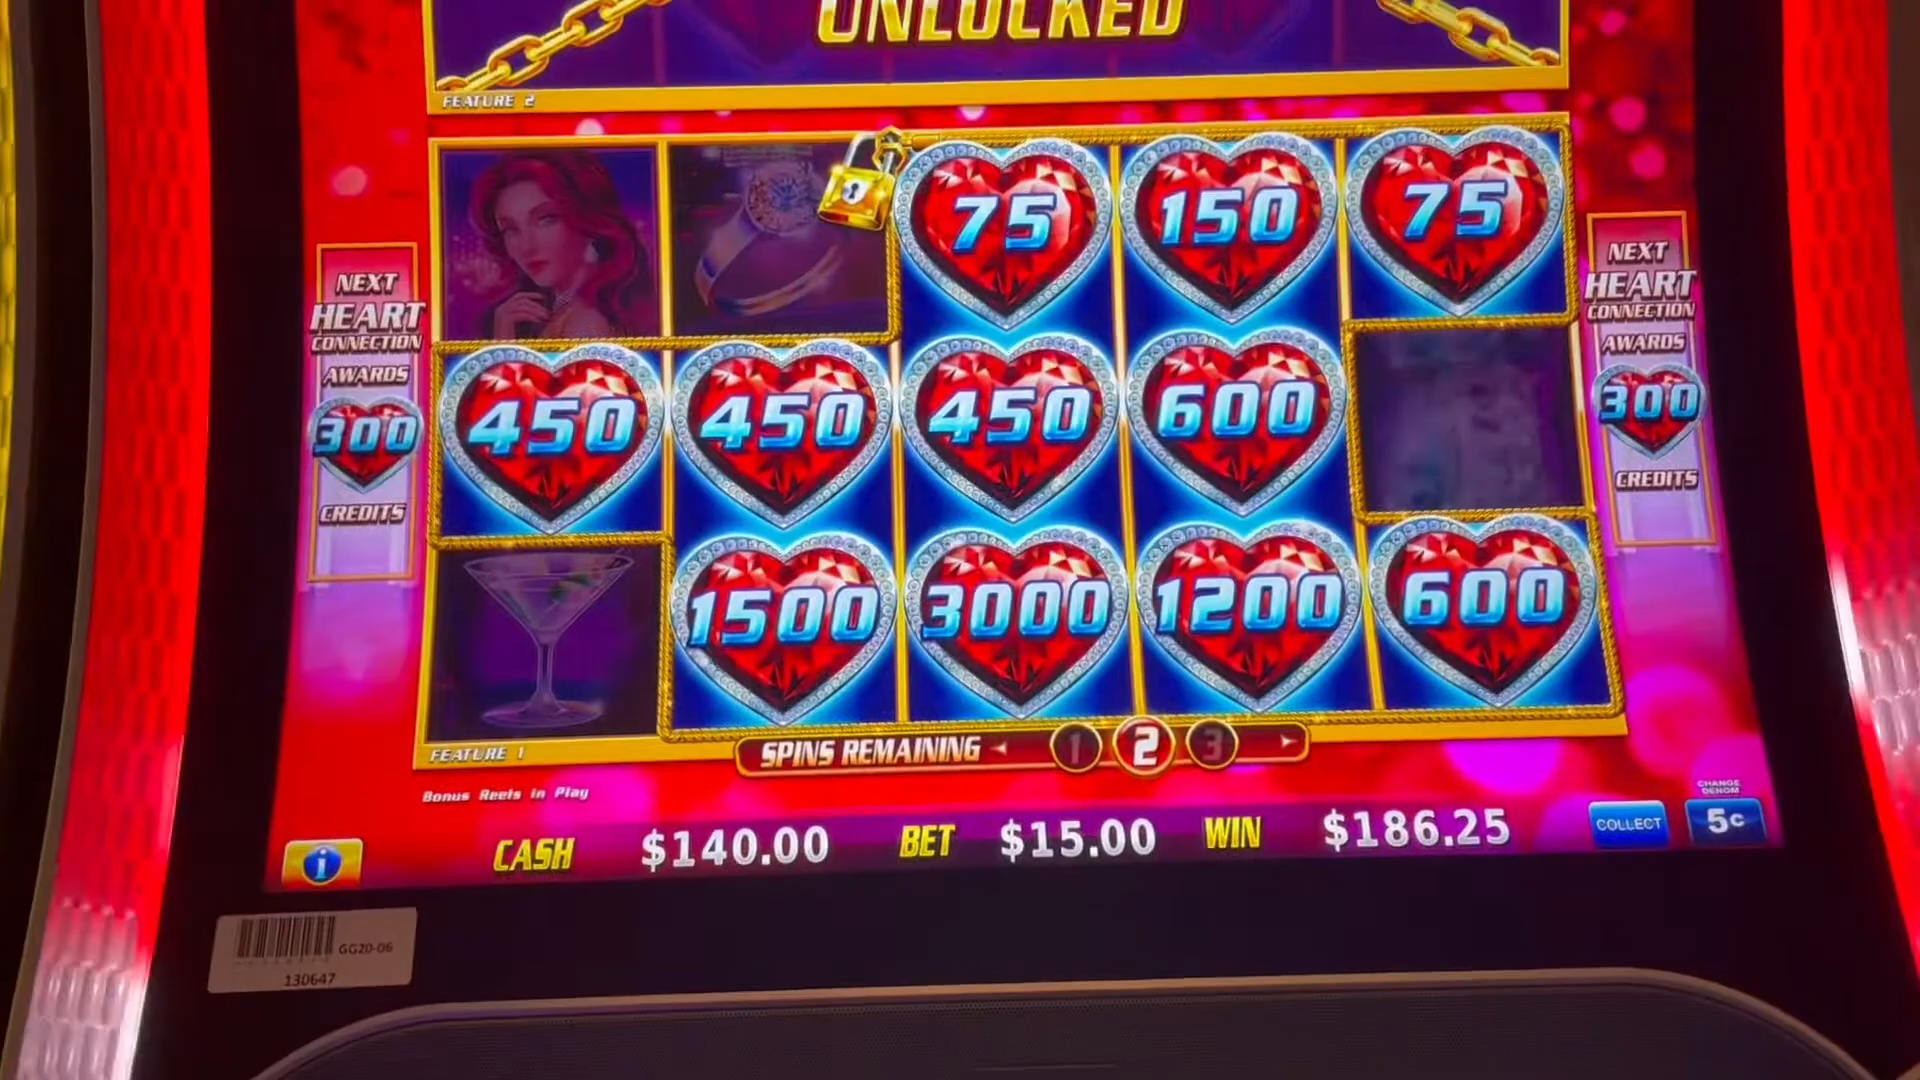 UNLOCKED
FEATURE 2
75 150 75
NEXT
HEART
CONNECTION
AWARDS
300
CREDITS
450 450 450 600
NEXT
HEART
CONNECTION
AWARDS
300
CREDITS
1500 3000 1200 600
FEATURE 1
SPINS REMAINING 1 2 3
Bonus Reels in Play
CASH $140.00 BET $15.00 WIN $186.25
COLLECT
CHANGE
DENOM
5¢
GG20-06
130647